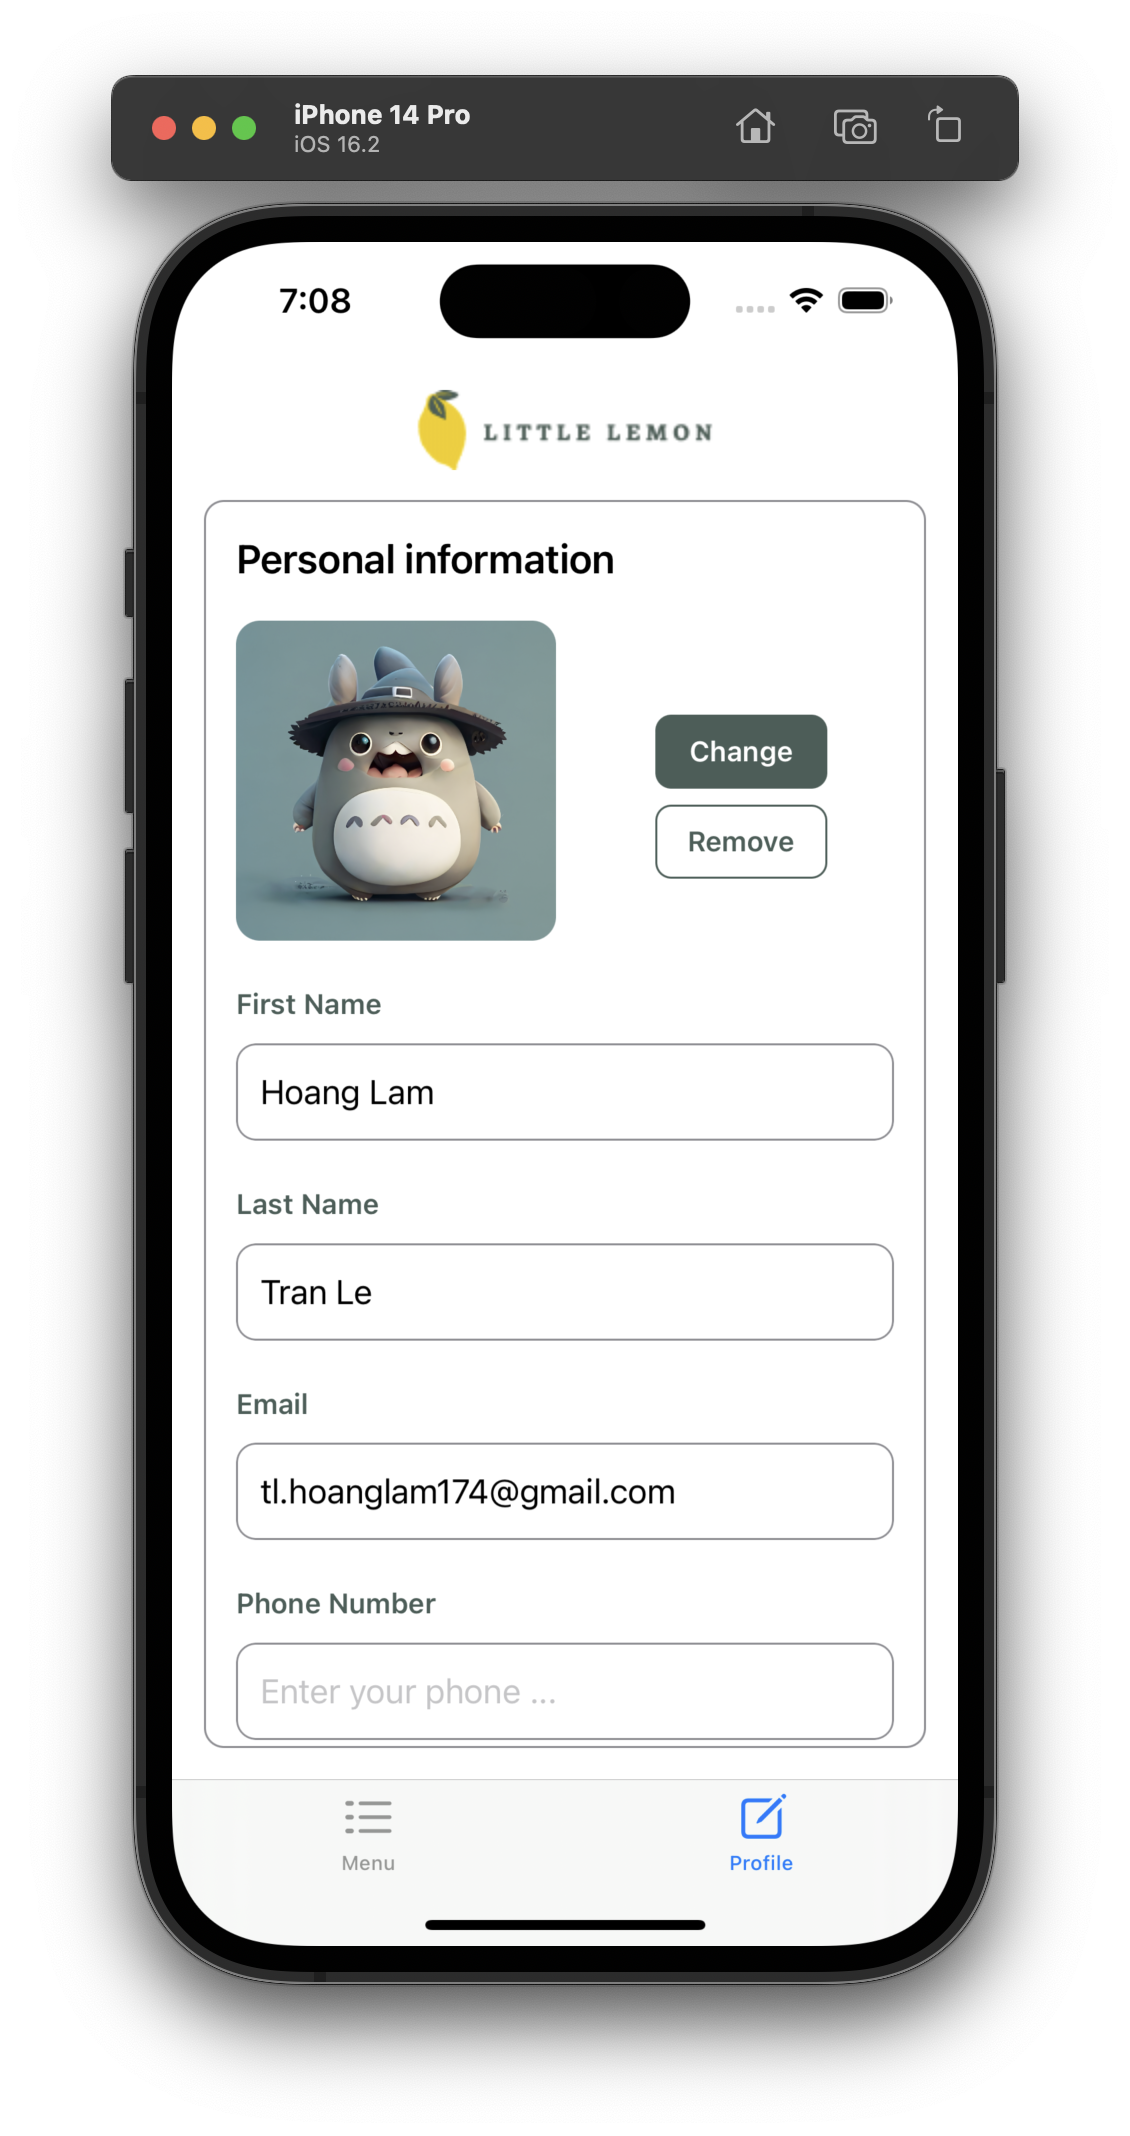 iPhone 14 Pro
iOS 16.2
7:08
LITTLE LEMON
Personal information
Change
Remove
First Name
Hoang Lam
Last Name
Tran Le
Email
tl.hoanglam174@gmail.com
Phone Number
Enter your phone ...
Menu
Profile